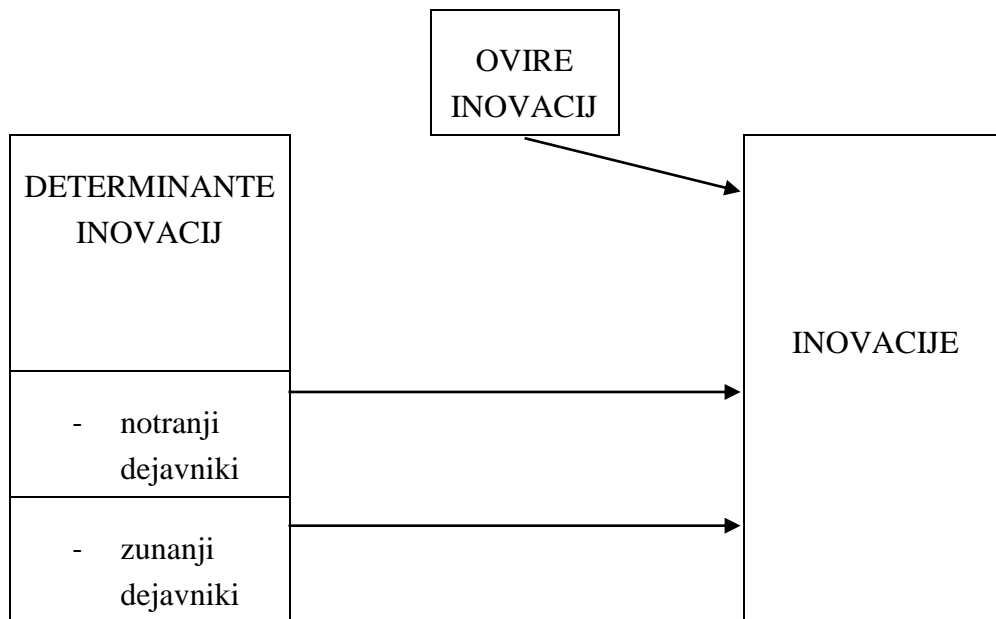 OVIRE
INOVACIJ
DETERMINANTE
INOVACIJ
INOVACIJE
- notranji
dejavniki
- zunanji
dejavniki